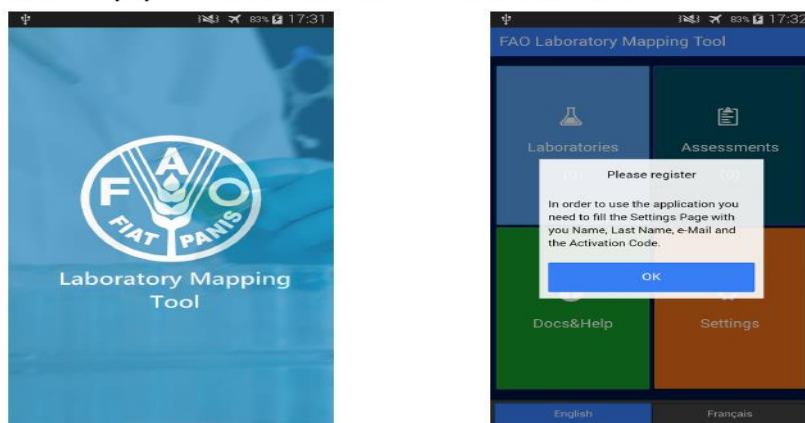 83% 17:31
FAO
FIAT PANIS
Laboratory Mapping
Tool
83% 17:32
FAO Laboratory Mapping Tool
Laboratories
Assessments
Please register
In order to use the application you
need to fill the Settings Page with
you Name, Last Name, e-Mail and
the Activation Code.
OK
Docs&Help
Settings
English
Français